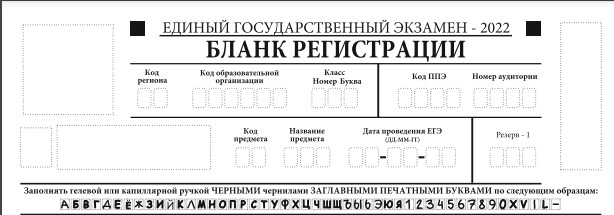 ЕДИНЫЙ ГОСУДАРСТВЕННЫЙ ЭКЗАМЕН - 2022
БЛАНК РЕГИСТРАЦИИ
Код региона
Код образовательной организации
Класс
Номер Буква
Код ППЭ
Номер аудитории
Код предмета
Название предмета
Дата проведения ЕГЭ
(ДД-ММ-ГГ)
Резерв - 1
Заполнять гелевой или капиллярной ручкой ЧЕРНЫМИ чернилами ЗАГЛАВНЫМИ ПЕЧАТНЫМИ БУКВАМИ по следующим образцам:
АБВГДЕЁЖЗИЙКЛМНОПРСТУФХЦЧШЩЪЫЬЭЮЯ1234567890XVIL-